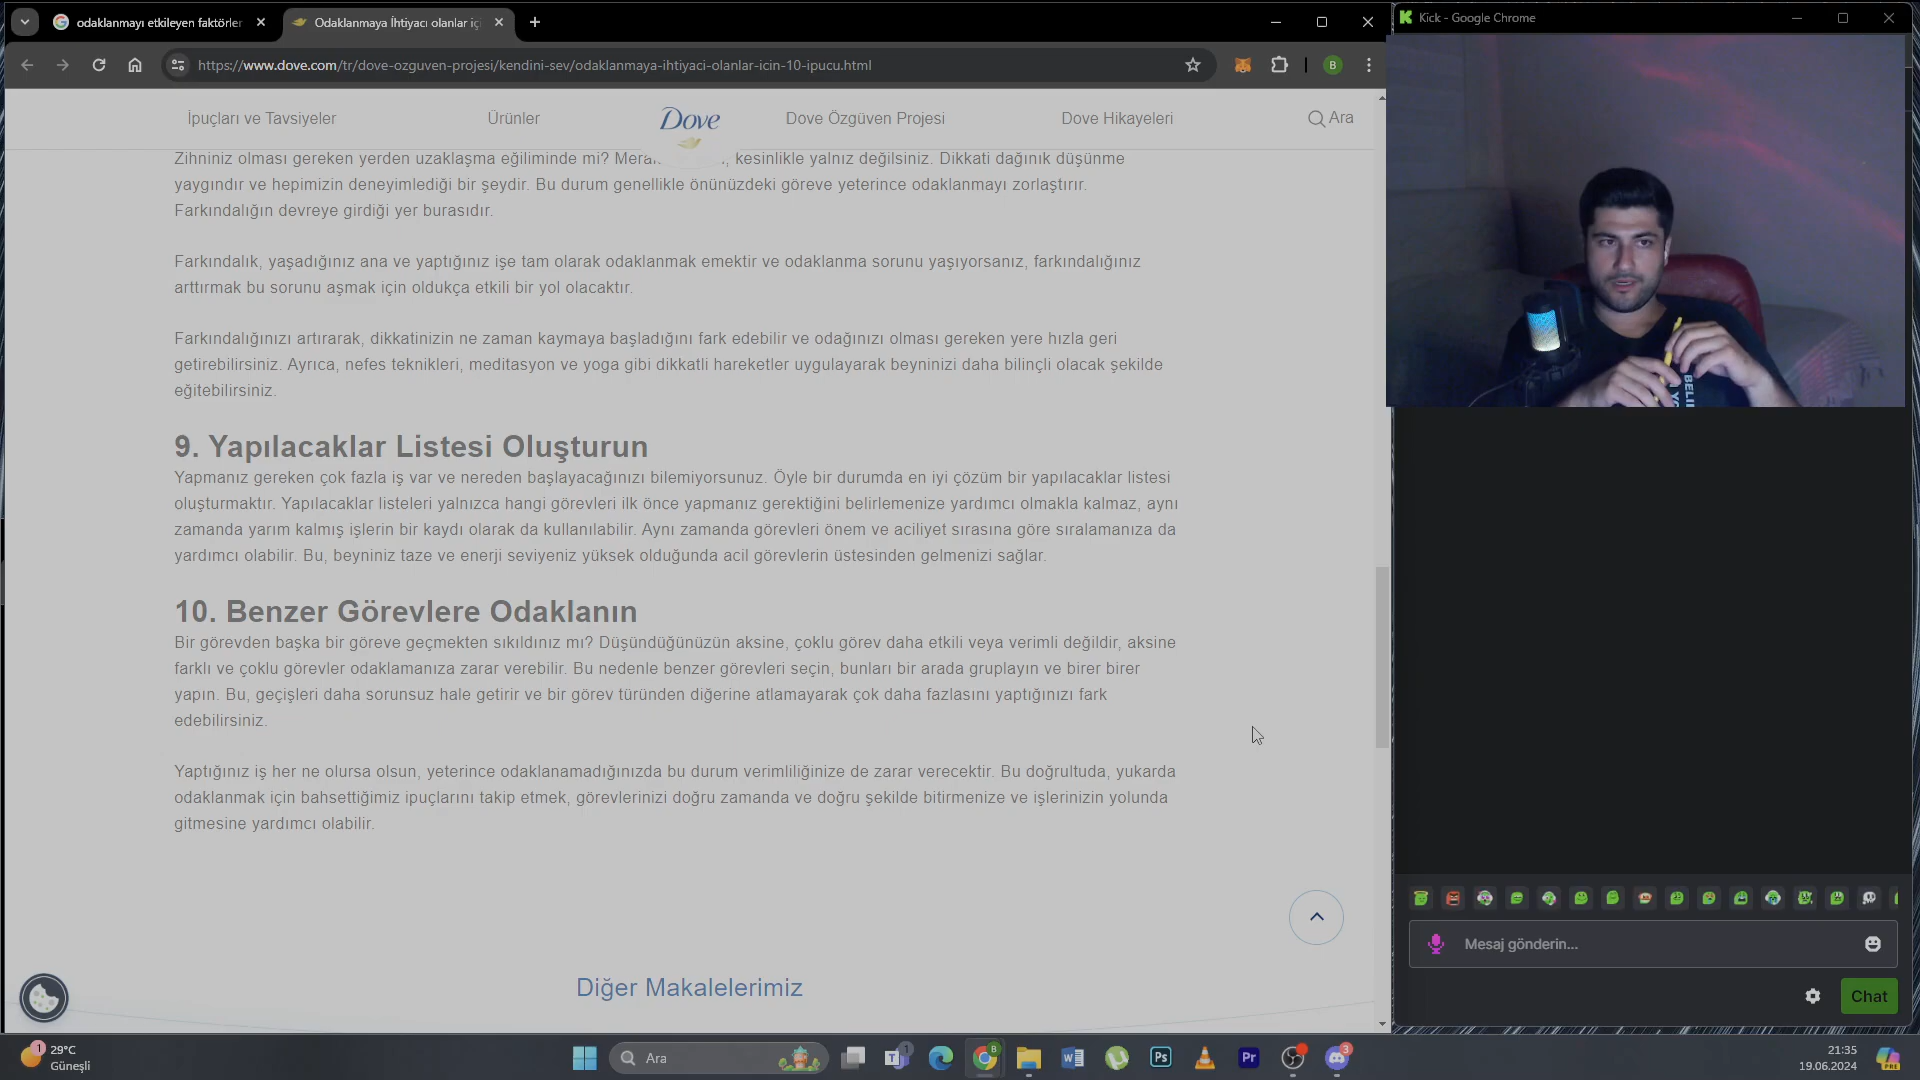 odaklanmayı etkileyen faktörler
Odaklanmaya İhtiyacı olanlar iç
Kick - Google Chrome
https://www.dove.com/tr/dove-ozguven-projesi/kendini-sev/odaklanmaya-ihtiyaci-olanlar-icin-10-ipucu.html
B
İpuçları ve Tavsiyeler
Ürünler
Dove
Dove Özgüven Projesi
Dove Hikayeleri
Ara
Zihniniz olması gereken yerden uzaklaşma eğiliminde mi? kesinlikle yalnız değilsiniz. Dikkati dağınık düşünme
yaygındır ve hepimizin deneyimlediği bir şeydir. Bu durum genellikle önünüzdeki göreve yeterince odaklanmayı zorlaştırır.
Farkındalığın devreye girdiği yer burasıdır.
Farkındalık, yaşadığınız ana ve yaptığınız işe tam olarak odaklanmak emektir ve odaklanma sorunu yaşıyorsanız, farkındalığınız
arttırmak bu sorunu aşmak için oldukça etkili bir yol olacaktır.
Farkındalığınızı artırarak, dikkatinizin ne zaman kaymaya başladığını fark edebilir ve odağınızı olması gereken yere hızla geri
getirebilirsiniz. Ayrıca, nefes teknikleri, meditasyon ve yoga gibi dikkatli hareketler uygulayarak beyninizi daha bilinçli olacak şekilde
eğitebilirsiniz.
9. Yapılacaklar Listesi Oluşturun
Yapmanız gereken çok fazla iş var ve nereden başlayacağınızı bilemiyorsunuz. Öyle bir durumda en iyi çözüm bir yapılacaklar listesi
oluşturmaktır. Yapılacaklar listeleri yalnızca hangi görevleri ilk önce yapmanız gerektiğini belirlemenize yardımcı olmakla kalmaz, aynı
zamanda yarım kalmış işlerin bir kaydı olarak da kullanılabilir. Aynı zamanda görevleri önem ve aciliyet sırasına göre sıralamanıza da
yardımcı olabilir. Bu, beyniniz taze ve enerji seviyeniz yüksek olduğunda acil görevlerin üstesinden gelmenizi sağlar.
10. Benzer Görevlere Odaklanın
Bir görevden başka bir göreve geçmekten sıkıldınız mı? Düşündüğünüzün aksine, çoklu görev daha etkili veya verimli değildir, aksine
farklı ve çoklu görevler odaklamanıza zarar verebilir. Bu nedenle benzer görevleri seçin, bunları bir arada gruplayın ve birer birer
yapın. Bu, geçişleri daha sorunsuz hale getirir ve bir görev türünden diğerine atlamayarak çok daha fazlasını yaptığınızı fark
edebilirsiniz.
Yaptığınız iş her ne olursa olsun, yeterince odaklanamadığınızda bu durum verimliliğinize de zarar verecektir. Bu doğrultuda, yukarda
odaklanmak için bahsettiğimiz ipuçlarını takip etmek, görevlerinizi doğru zamanda ve doğru şekilde bitirmenize ve işlerinizin yolunda
gitmesine yardımcı olabilir.
Diğer Makalelerimiz
Mesaj gönderin...
Chat
1
29°C
Güneşli
Ara
1
B
Ps
Pr
3
21:35
19.06.2024